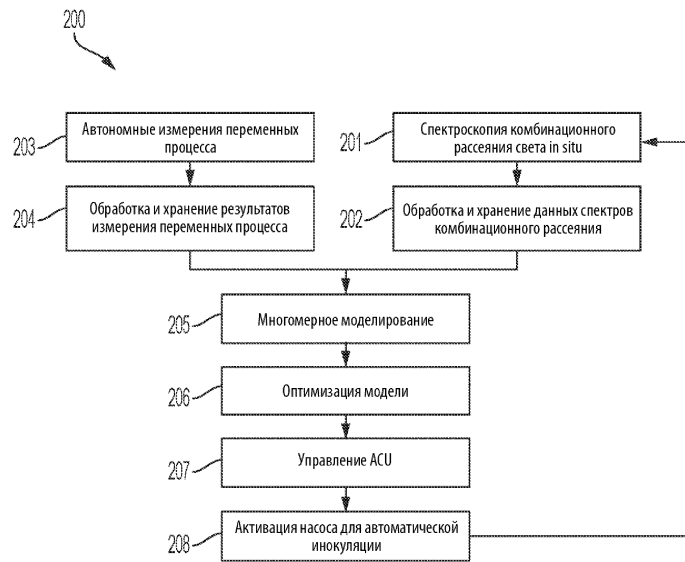 200
203
Автономные измерения переменных
процесса
201
Спектроскопия комбинационного
рассеяния света in situ
204
Обработка и хранение результатов
измерения переменных процесса
202
Обработка и хранение данных спектров
комбинационного рассеяния
205
Многомерное моделирование
206
Оптимизация модели
207
Управление ACU
208
Активация насоса для автоматической
инокуляции